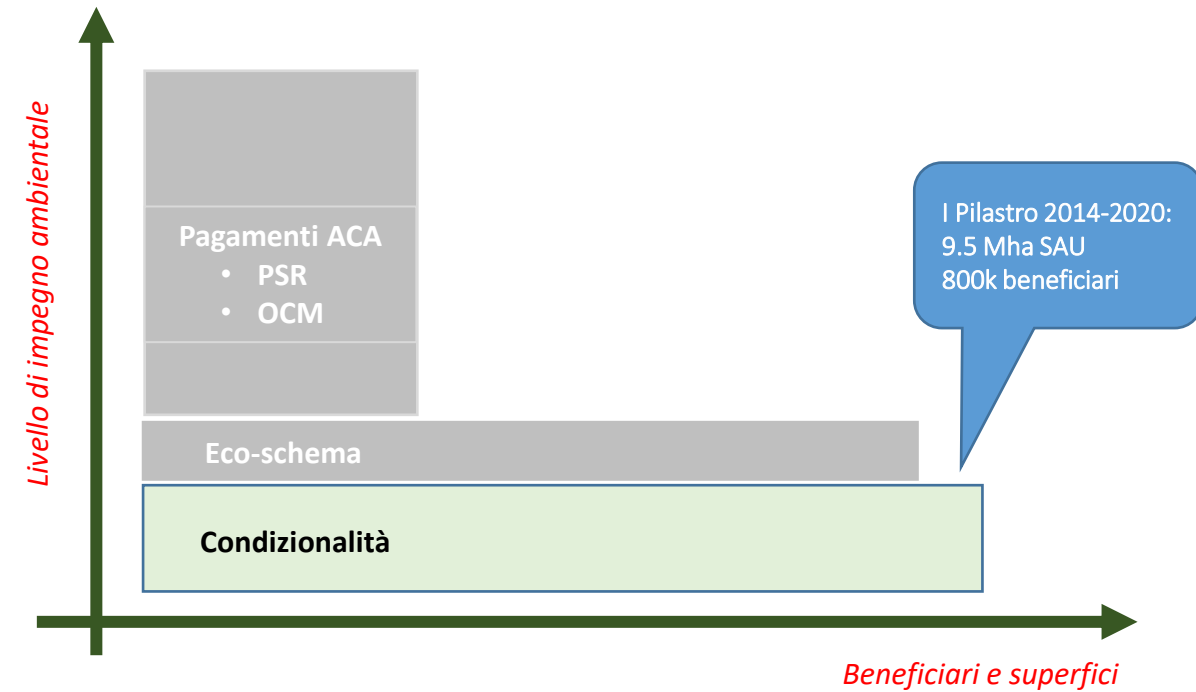 Livello di impegno ambientale
Pagamenti ACA
• PSR
• OCM
I Pilastro 2014-2020:
9.5 Mha SAU
800k beneficiari
Eco-schema
Condizionalità
Beneficiari e superfici